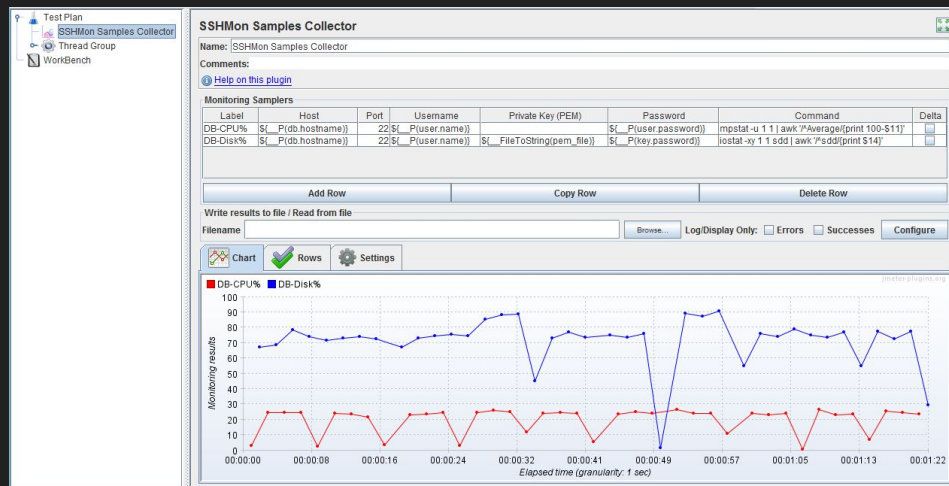 Test Plan
SSHMon Samples Collector
Thread Group
WorkBench
SSHMon Samples Collector
Name: SSHMon Samples Collector
Comments:
Help on this plugin
Monitoring Samplers
Label Host Port Username Private Key (PEM) Password Command Delta
DB-CPU% ${__P(db.hostname)} 22 ${__P(user.name)} ${__P(user.password)} mpstat -u 1 1 | awk '/^Average/{print 100-$11}'
DB-Disk% ${__P(db.hostname)} 22 ${__P(user.name)} ${__FileToString(pem_file)} ${__P(key.password)} iostat -xy 1 1 sdd | awk '/^sdd/{print $14}'
Add Row Copy Row Delete Row
Write results to file / Read from file
Filename Browse... Log/Display Only: Errors Successes Configure
Chart Rows Settings
DB-CPU% DB-Disk% jmeter-plugins.org
100
90
80
70
60
50
40
30
20
10
0
Monitoring results
00:00:00 00:00:08 00:00:16 00:00:24 00:00:32 00:00:41 00:00:49 00:00:57 00:01:05 00:01:13 00:01:22
Elapsed time (granularity: 1 sec)